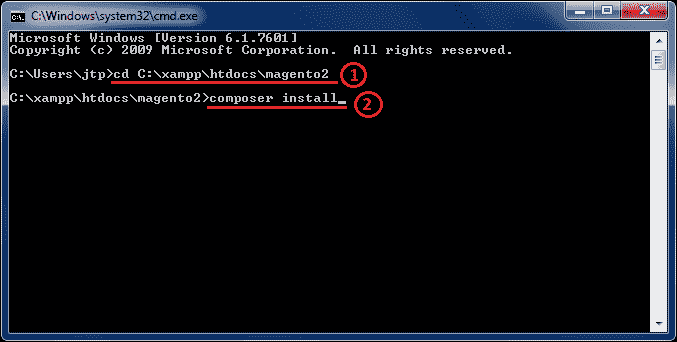 C:\Windows\system32\cmd.exe
Microsoft Windows [Version 6.1.7601]
Copyright (c) 2009 Microsoft Corporation.  All rights reserved.
C:\Users\jtp>cd C:\xampp\htdocs\magento2 1
C:\xampp\htdocs\magento2>composer install_ 2